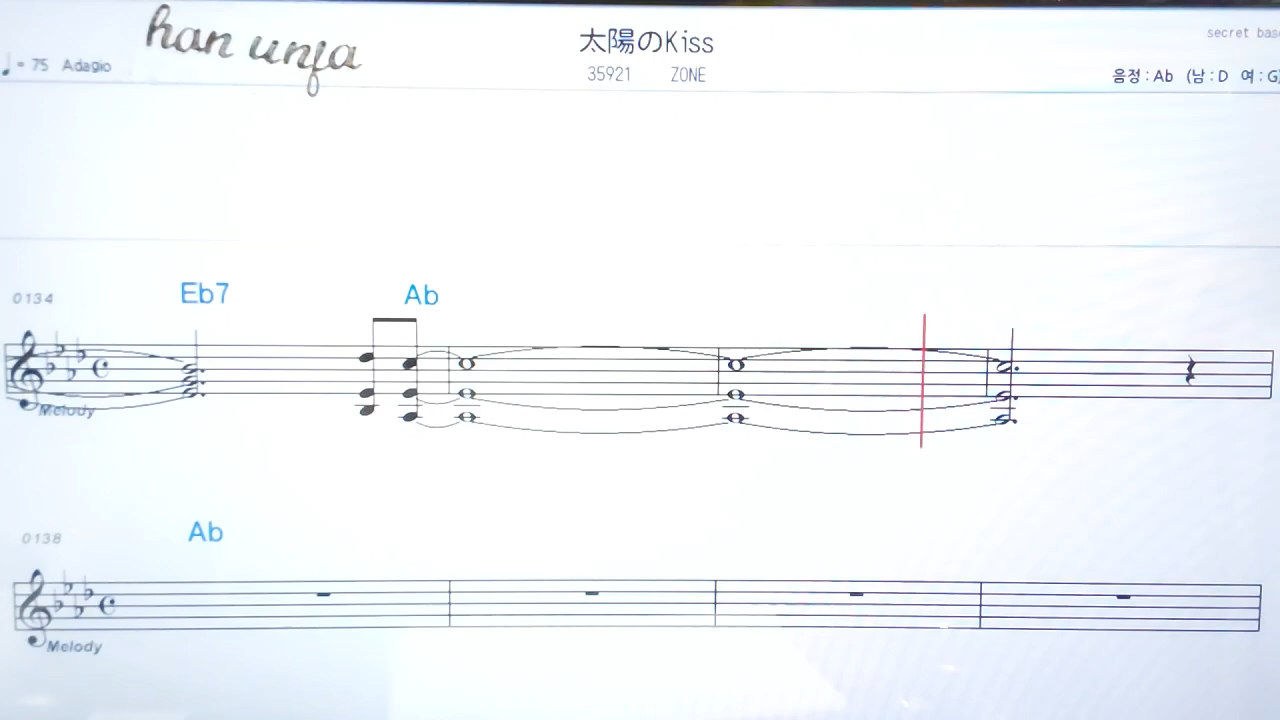 han unfa
太陽のKiss
secret bas
♩= 75 Adagio
35921 ZONE
음정 : Ab (남 : D 여 : G)
0134
Eb7 Ab
Melody
0138
Ab
Melody